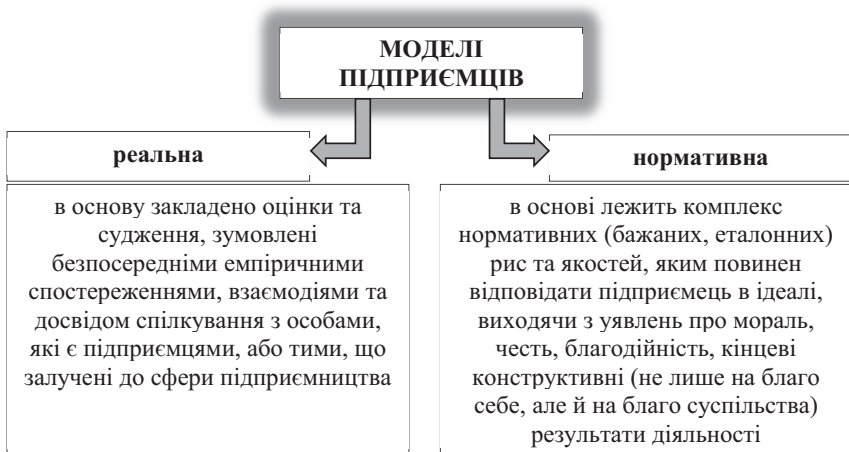 МОДЕЛІ
ПІДПРИЄМЦІВ
реальна
в основу закладено оцінки та
судження, зумовлені
безпосередніми емпіричними
спостереженнями, взаємодіями та
досвідом спілкування з особами,
які є підприємцями, або тими, що
залучені до сфери підприємництва
нормативна
в основі лежить комплекс
нормативних (бажаних, еталонних)
рис та якостей, яким повинен
відповідати підприємець в ідеалі,
виходячи з уявлень про мораль,
честь, благодійність, кінцеві
конструктивні (не лише на благо
себе, але й на благо суспільства)
результати діяльності